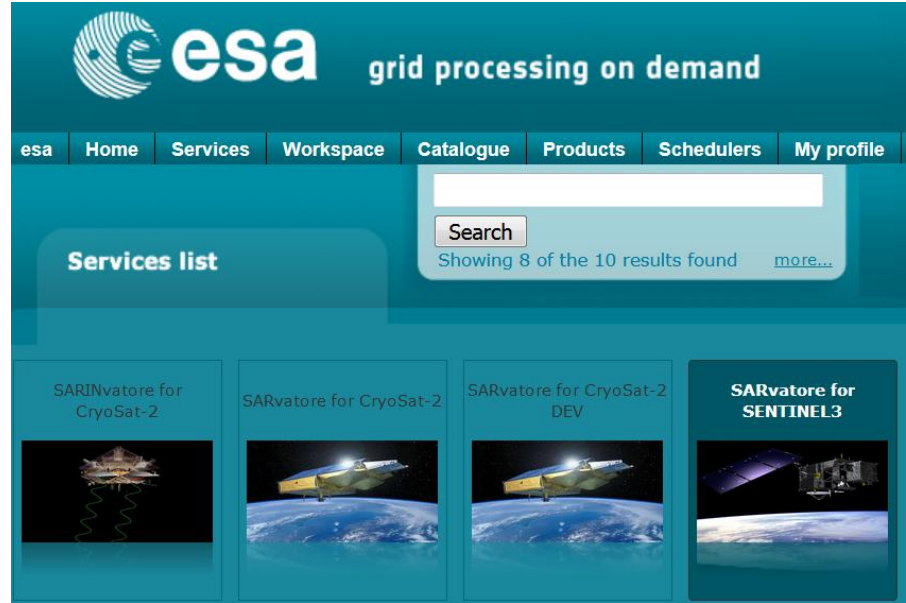 esa grid processing on demand
esa Home Services Workspace Catalogue Products Schedulers My profile
Search
Showing 8 of the 10 results found more...
Services list
SARINvatore for
CryoSat-2
SARvatore for CryoSat-2
SARvatore for CryoSat-2
DEV
SARvatore for
SENTINEL3